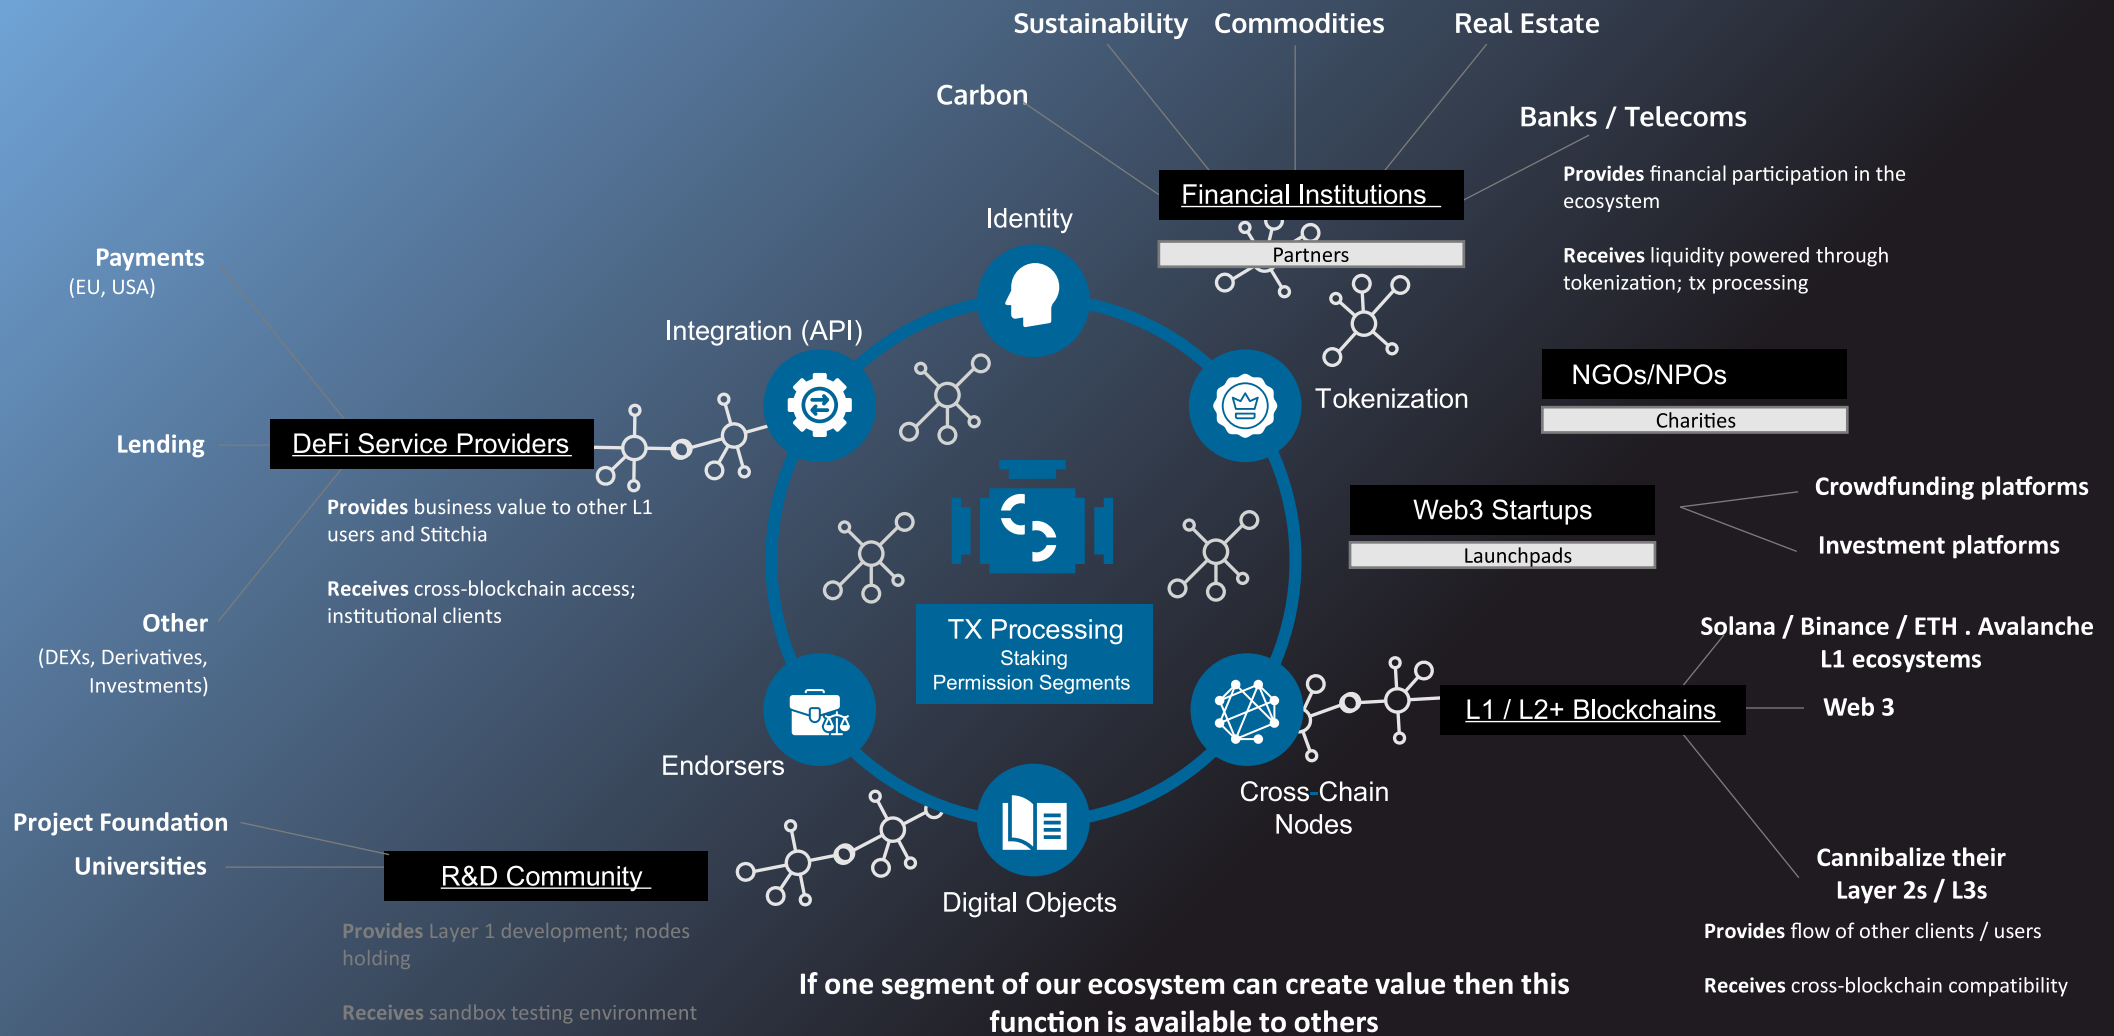 Sustainability
Commodities
Real Estate
Carbon
Banks / Telecoms
Financial Institutions
Partners
Provides financial participation in the
ecosystem
Receives liquidity powered through
tokenization; tx processing
Identity
Payments
(EU, USA)
Integration (API)
Tokenization
NGOs/NPOs
Charities
Lending
DeFi Service Providers
Provides business value to other L1
users and Stitchia
Receives cross-blockchain access;
institutional clients
Web3 Startups
Launchpads
Crowdfunding platforms
Investment platforms
Other
(DEXs, Derivatives,
Investments)
TX Processing
Staking
Permission Segments
Solana / Binance / ETH . Avalanche
L1 ecosystems
L1 / L2+ Blockchains
Web 3
Endorsers
Cross-Chain
Nodes
Project Foundation
Universities
R&D Community
Digital Objects
Cannibalize their
Layer 2s / L3s
Provides Layer 1 development; nodes
holding
Receives sandbox testing environment
Provides flow of other clients / users
Receives cross-blockchain compatibility
If one segment of our ecosystem can create value then this
function is available to others